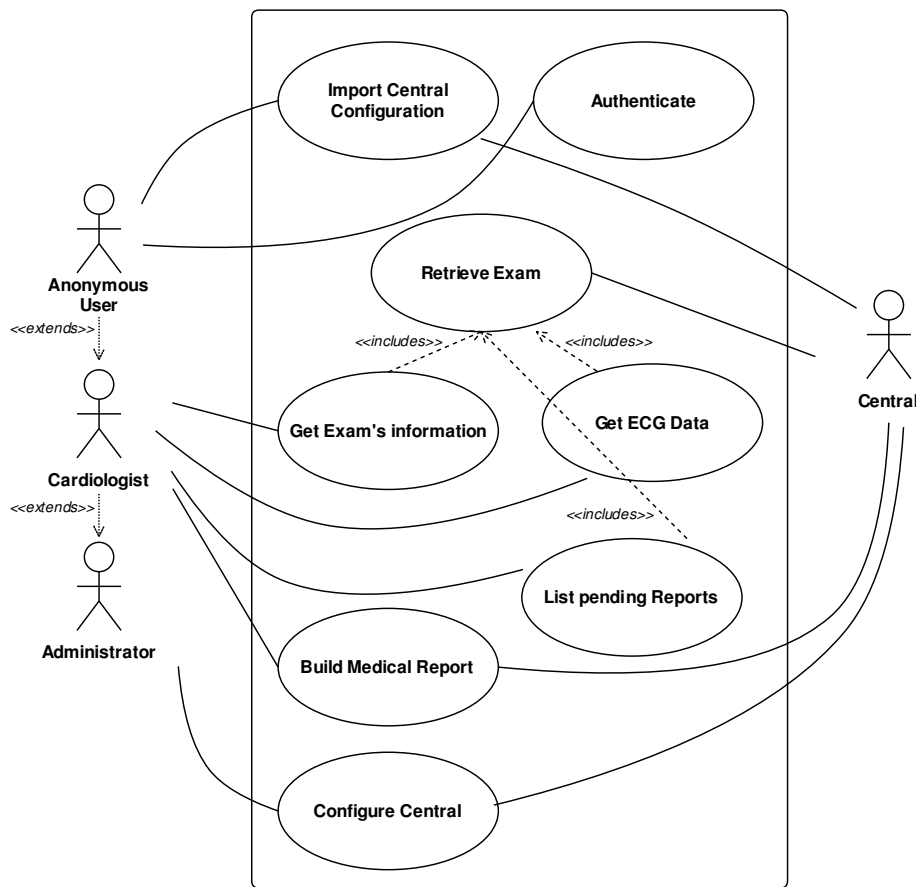 Import Central
Configuration
Authenticate
Anonymous
User
Retrieve Exam
<<extends>>
<<includes>>
<<includes>>
Central
Get Exam's information
Get ECG Data
Cardiologist
<<extends>>
<<includes>>
List pending Reports
Administrator
Build Medical Report
Configure Central